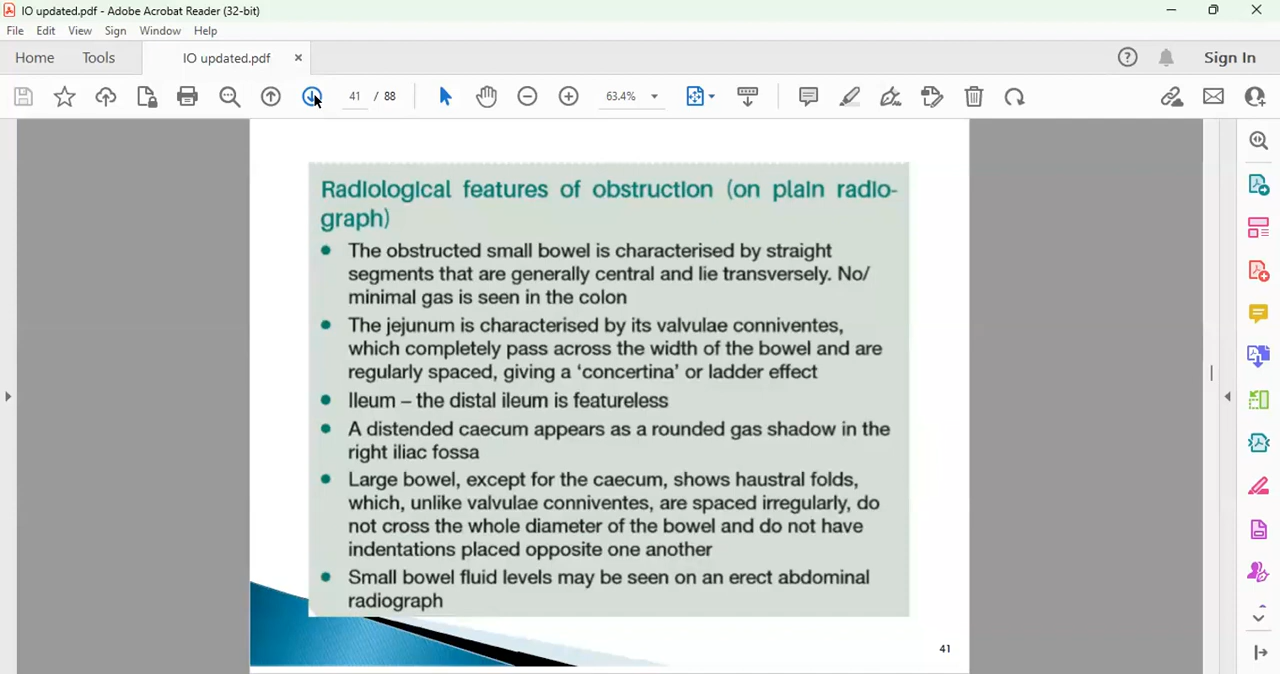 IO updated.pdf - Adobe Acrobat Reader (32-bit)
File Edit View Sign Window Help
Home Tools IO updated.pdf × Sign In
41 / 88 63.4%
Radiological features of obstruction (on plain radio-
graph)
• The obstructed small bowel is characterised by straight
segments that are generally central and lie transversely. No/
minimal gas is seen in the colon
• The jejunum is characterised by its valvulae conniventes,
which completely pass across the width of the bowel and are
regularly spaced, giving a ‘concertina’ or ladder effect
• Ileum – the distal ileum is featureless
• A distended caecum appears as a rounded gas shadow in the
right iliac fossa
• Large bowel, except for the caecum, shows haustral folds,
which, unlike valvulae conniventes, are spaced irregularly, do
not cross the whole diameter of the bowel and do not have
indentations placed opposite one another
• Small bowel fluid levels may be seen on an erect abdominal
radiograph
41